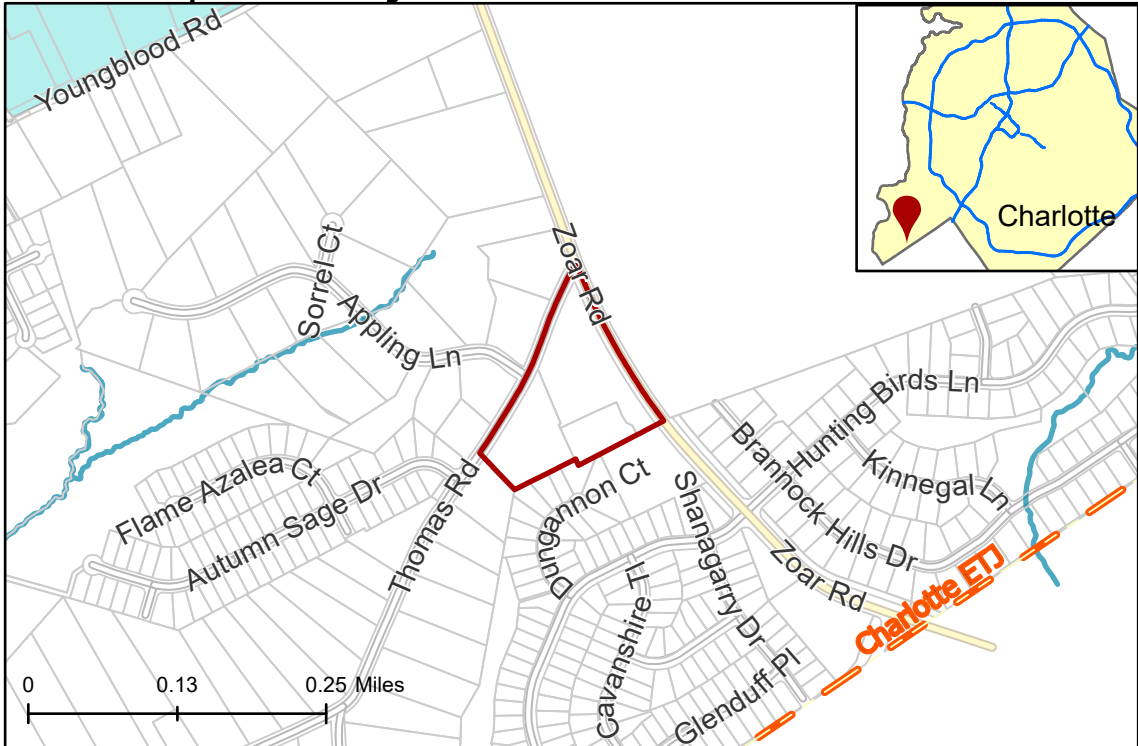 Youngblood Rd
Charlotte
Zoar Rd
Sorrel Ct
Appling Ln
Hunting Birds Ln
Brannock Hills Dr
Kinnegal Ln
Flame Azalea Ct
Autumn Sage Dr
Thomas Rd
Dungannon Ct
Shanagarry Dr
Zoar Rd
Cavanshire Tl
Glenduff Pl
Charlotte ETJ
0 0.13 0.25 Miles